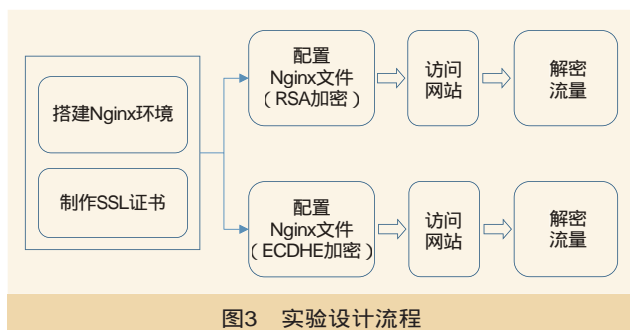 搭建Nginx环境
制作SSL证书
配置
Nginx文件
(RSA加密)
访问
网站
解密
流量
配置
Nginx文件
(ECDHE加密)
访问
网站
解密
流量
图3 实验设计流程